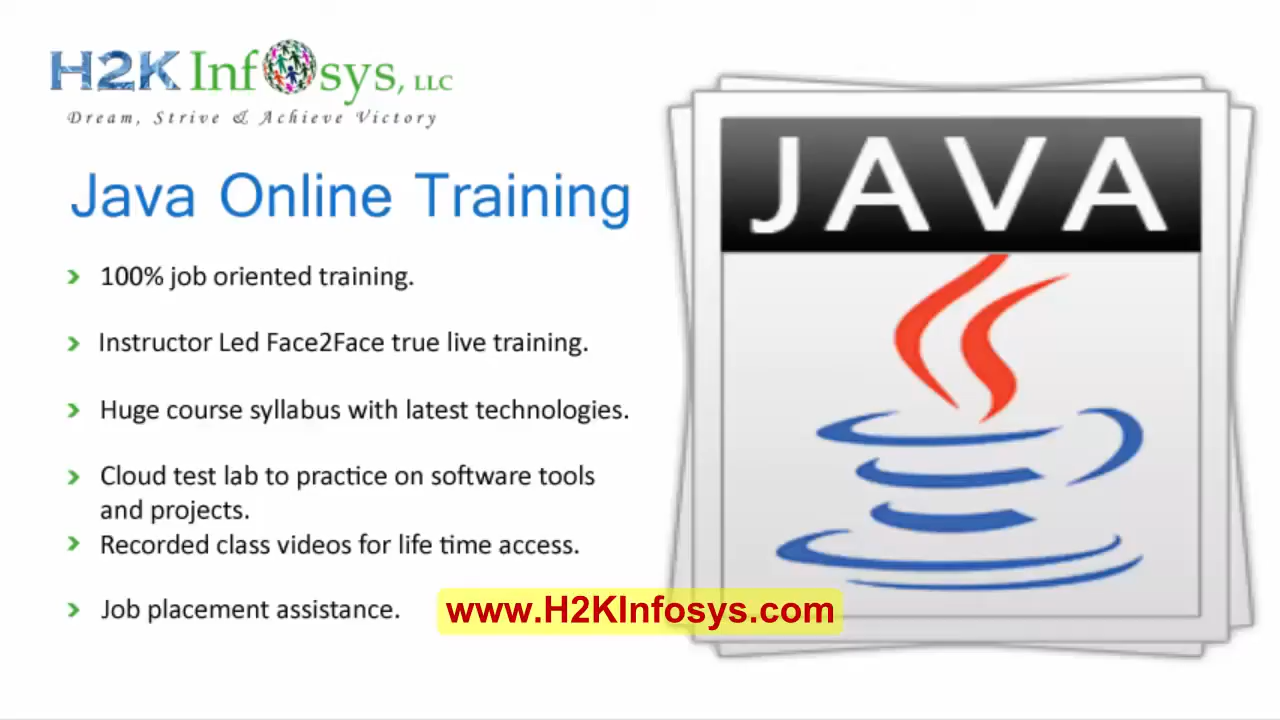 H2K Infosys, LLC
Dream, Strive & Achieve Victory
Java Online Training
100% job oriented training.
Instructor Led Face2Face true live training.
Huge course syllabus with latest technologies.
Cloud test lab to practice on software tools
and projects.
Recorded class videos for life time access.
Job placement assistance.
www.H2KInfosys.com
JAVA